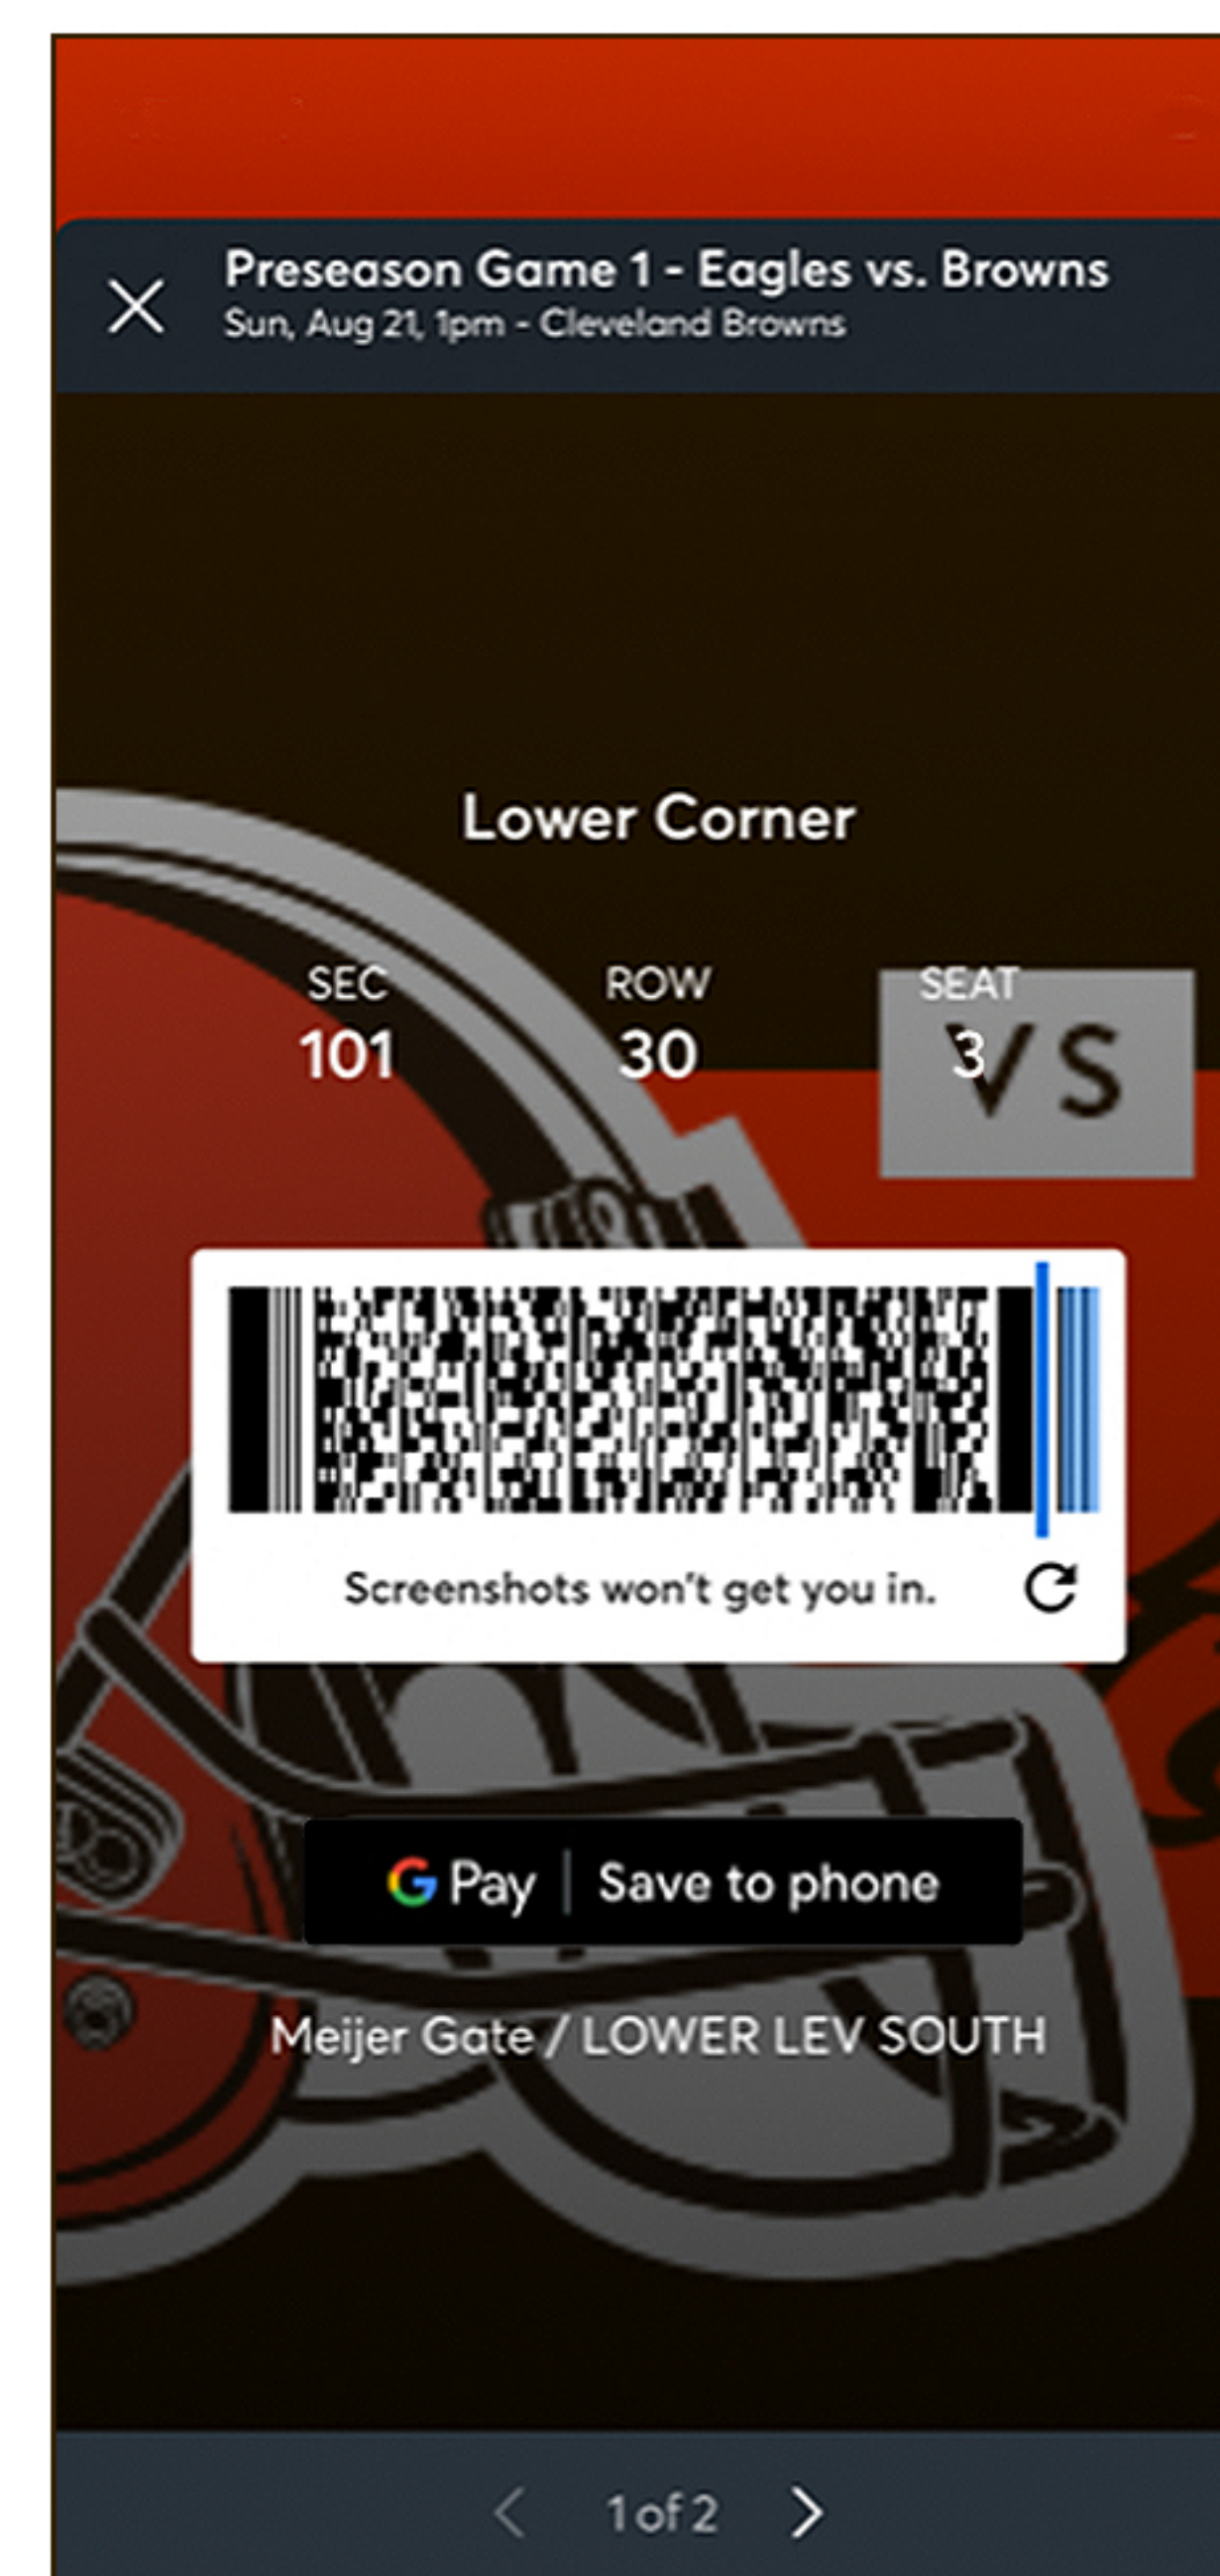 Preseason Game 1 - Eagles vs. Browns
Sun, Aug 21, 1pm - Cleveland Browns
Lower Corner
SEC ROW SEAT
101 30 3
VS
Screenshots won't get you in.
G Pay | Save to phone
Meijer Gate / LOWER LEV SOUTH
1 of 2